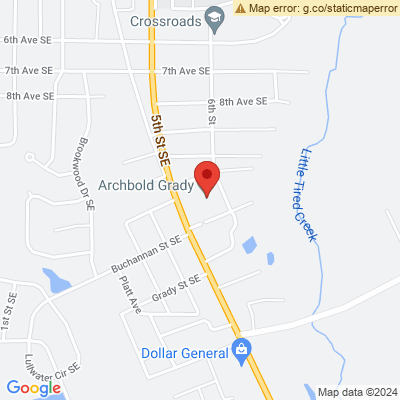 Map error: g.co/staticmaperror
Crossroads
6th Ave SE
7th Ave SE
7th Ave SE
8th Ave SE
8th Ave SE
6th St
5th St SE
Brookwood Dr SE
Little Tired Creek
Archbold Grady
Buchannan St SE
Platt Ave
Grady St SE
1st St SE
Luilwater Cir SE
Dollar General
Google
Map data ©2024